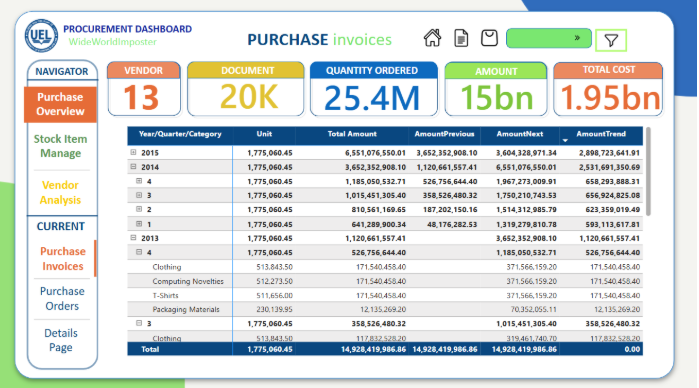 UEL
PROCUREMENT DASHBOARD
WideWorldImposter
PURCHASE invoices
»
NAVIGATOR
Purchase
Overview
Stock Item
Manage
Vendor
Analysis
CURRENT
Purchase
Invoices
Purchase
Orders
Details
Page
VENDOR
13
DOCUMENT
20K
QUANTITY ORDERED
25.4M
AMOUNT
15bn
TOTAL COST
1.95bn
Year/Quarter/Category Unit Total Amount AmountPrevious AmountNext AmountTrend
2015 1,775,060.45 6,551,076,550.01 3,652,352,908.10 3,604,328,971.34 2,898,723,641.91
2014 1,775,060.45 3,652,352,908.10 1,120,661,557.41 6,551,076,550.01 2,531,691,350.69
4 1,775,060.45 1,185,050,532.71 526,756,644.40 1,967,273,009.91 658,293,888.31
3 1,775,060.45 1,015,451,305.40 358,526,480.32 1,750,210,743.53 656,924,825.08
2 1,775,060.45 810,561,169.65 187,202,150.16 1,514,312,985.79 623,359,019.49
1 1,775,060.45 641,289,900.34 48,176,282.53 1,319,279,810.78 593,113,617.81
2013 1,775,060.45 1,120,661,557.41 3,652,352,908.10 1,120,661,557.41
4 1,775,060.45 526,756,644.40 1,185,050,532.71 526,756,644.40
Clothing 513,843.50 171,540,458.40 371,566,159.20 171,540,458.40
Computing Novelties 512,273.50 171,540,458.40 371,566,159.20 171,540,458.40
T-Shirts 511,656.00 171,540,458.40 371,566,159.20 171,540,458.40
Packaging Materials 230,139.95 12,135,269.20 70,352,055.11 12,135,269.20
3 1,775,060.45 358,526,480.32 1,015,451,305.40 358,526,480.32
Clothing 513,843.50 117,832,528.20 319,461,740.70 117,832,528.20
Total 1,775,060.45 14,928,419,986.86 14,928,419,986.86 14,928,419,986.86 0.00